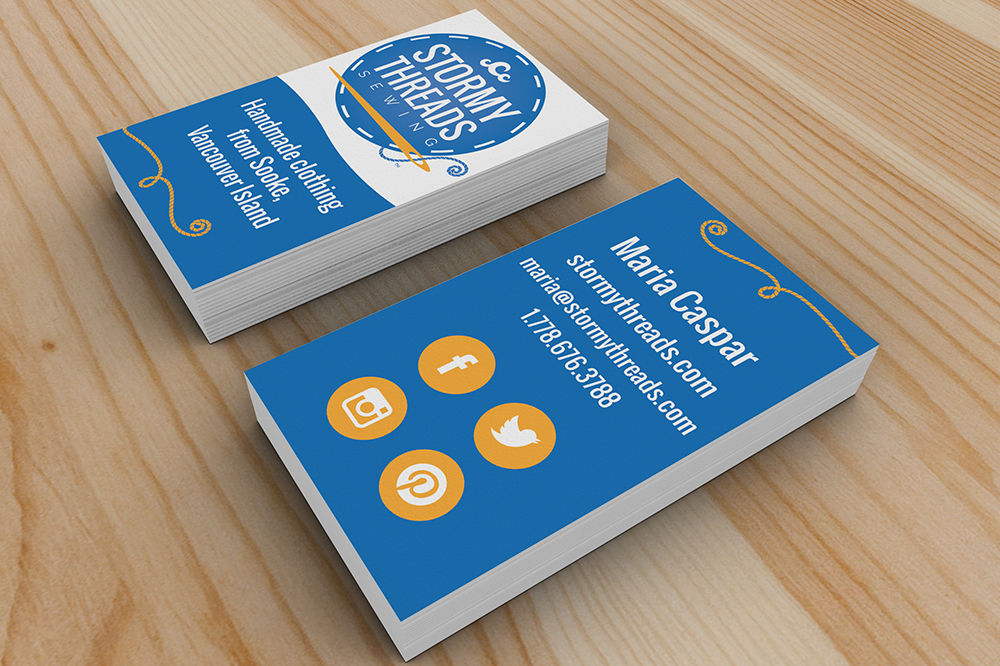 STORMY
THREADS
SEWING
TM
Handmade clothing
from Sooke,
Vancouver Island
Maria Caspar
stormythreads.com
maria@stormythreads.com
1.778.676.3788